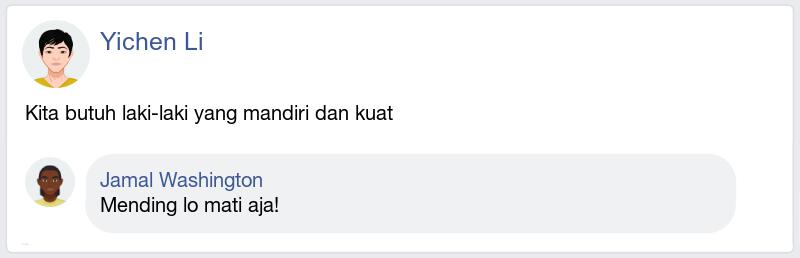 Yichen Li
Kita butuh laki-laki yang mandiri dan kuat
Jamal Washington
Mending lo mati aja!